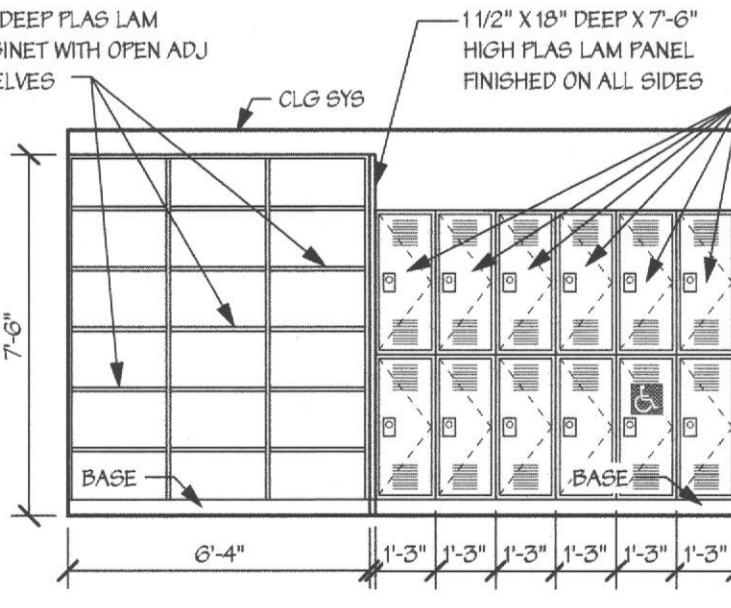 DEEP PLAS LAM
INET WITH OPEN ADJ
ELVES
CLG SYS
1 1/2" X 18" DEEP X 7'-6"
HIGH PLAS LAM PANEL
FINISHED ON ALL SIDES
7'-6"
BASE
BASE
6'-4"
1'-3"
1'-3"
1'-3"
1'-3"
1'-3"
1'-3"